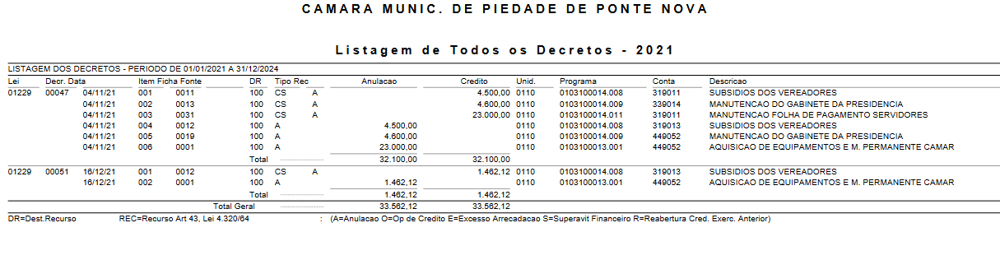 CAMARA MUNIC. DE PIEDADE DE PONTE NOVA
Listagem de Todos os Decretos - 2021
LISTAGEM DOS DECRETOS - PERIODO DE 01/01/2021 A 31/12/2024
Lei Decr. Data Item Ficha Fonte DR Tipo Rec Anulacao Credito Unid. Programa Conta Descricao
01229 00047 04/11/21 001 0011 100 CS A 4.500,00 0110 0103100014.008 319011 SUBSIDIOS DOS VEREADORES
04/11/21 002 0013 100 CS A 4.600,00 0110 0103100014.009 339014 MANUTENCAO DO GABINETE DA PRESIDENCIA
04/11/21 003 0031 100 CS A 23.000,00 0110 0103100014.011 319011 MANUTENCAO FOLHA DE PAGAMENTO SERVIDORES
04/11/21 004 0012 100 A 4.500,00 0110 0103100014.008 319013 SUBSIDIOS DOS VEREADORES
04/11/21 005 0019 100 A 4.600,00 0110 0103100014.009 449052 MANUTENCAO DO GABINETE DA PRESIDENCIA
04/11/21 006 0001 100 A 23.000,00 0110 0103100013.001 449052 AQUISICAO DE EQUIPAMENTOS E M. PERMANENTE CAMAR
Total -------------------- 32.100,00 32.100,00
01229 00051 16/12/21 001 0012 100 CS A 1.462,12 0110 0103100014.008 319013 SUBSIDIOS DOS VEREADORES
16/12/21 002 0001 100 A 1.462,12 0110 0103100013.001 449052 AQUISICAO DE EQUIPAMENTOS E M. PERMANENTE CAMAR
Total -------------------- 1.462,12 1.462,12
Total Geral -------------------- 33.562,12 33.562,12
DR=Dest.Recurso REC=Recurso Art 43, Lei 4.320/64 : (A=Anulacao O=Op de Credito E=Excesso Arrecadacao S=Superavit Financeiro R=Reabertura Cred. Exerc. Anterior)